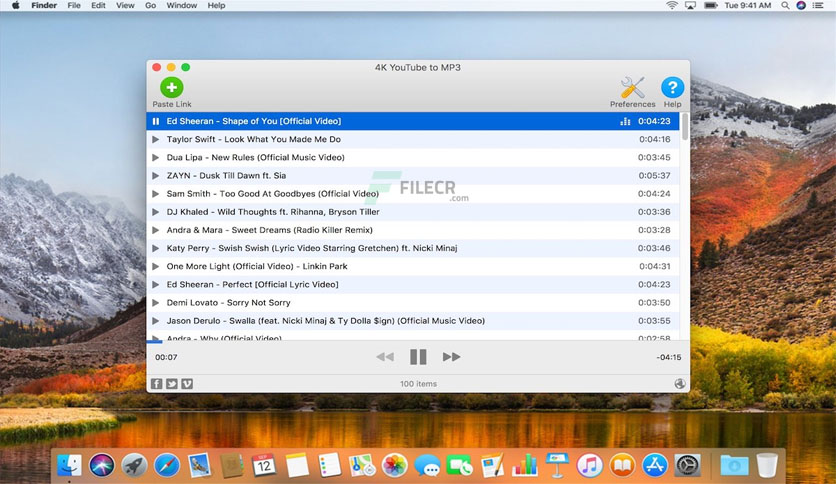 Finder File Edit View Go Window Help Tue 9:41 AM
4K YouTube to MP3
Paste Link Preferences Help
Ed Sheeran - Shape of You [Official Video] 0:04:23
Taylor Swift - Look What You Made Me Do 0:04:16
Dua Lipa - New Rules (Official Music Video) 0:03:45
ZAYN - Dusk Till Dawn ft. Sia 0:05:37
Sam Smith - Too Good At Goodbyes (Official Video) 0:04:24
FILECR
.com
DJ Khaled - Wild Thoughts ft. Rihanna, Bryson Tiller 0:03:36
Andra & Mara - Sweet Dreams (Radio Killer Remix) 0:03:28
Katy Perry - Swish Swish (Lyric Video Starring Gretchen) ft. Nicki Minaj 0:03:46
One More Light (Official Video) - Linkin Park 0:04:31
Ed Sheeran - Perfect [Official Lyric Video] 0:04:23
Demi Lovato - Sorry Not Sorry 0:03:50
Jason Derulo - Swalla (feat. Nicki Minaj & Ty Dolla $ign) (Official Music Video) 0:03:55
Andra - Why (Official Video) 0:02:58
00:07 -04:15
100 items
SEP
12